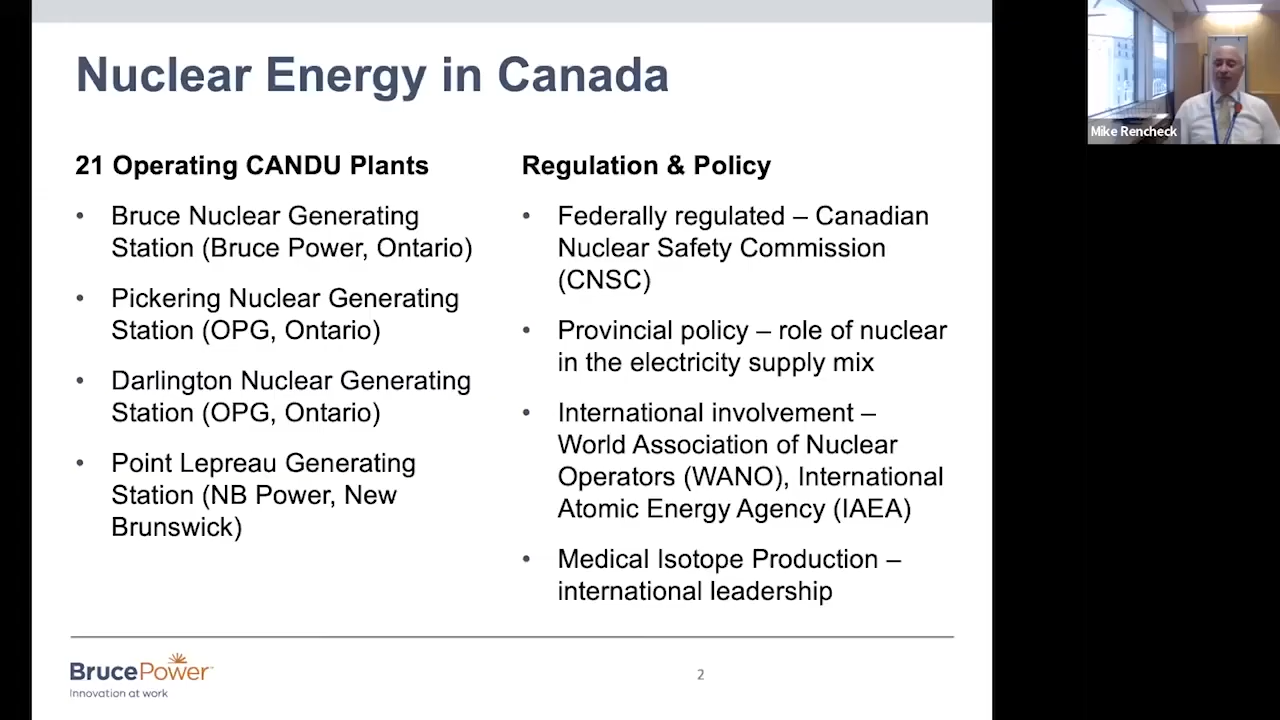 Nuclear Energy in Canada
21 Operating CANDU Plants
• Bruce Nuclear Generating
Station (Bruce Power, Ontario)
• Pickering Nuclear Generating
Station (OPG, Ontario)
• Darlington Nuclear Generating
Station (OPG, Ontario)
• Point Lepreau Generating
Station (NB Power, New
Brunswick)
Regulation & Policy
• Federally regulated – Canadian
Nuclear Safety Commission
(CNSC)
• Provincial policy – role of nuclear
in the electricity supply mix
• International involvement –
World Association of Nuclear
Operators (WANO), International
Atomic Energy Agency (IAEA)
• Medical Isotope Production –
international leadership
BrucePower™
Innovation at work
2
Mike Rencheck